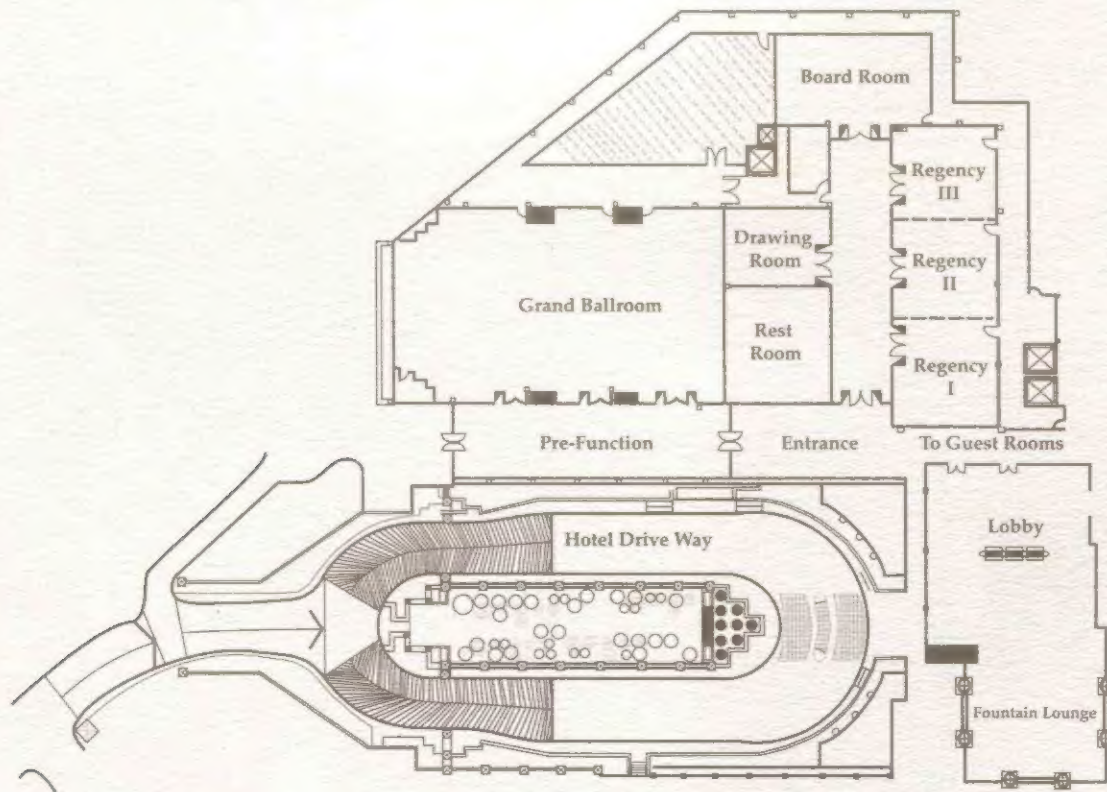 Board Room
Regency
III
Drawing
Room
Regency
II
Grand Ballroom
Rest
Room
Regency
I
Pre-Function
Entrance
To Guest Rooms
Lobby
Hotel Drive Way
Fountain Lounge